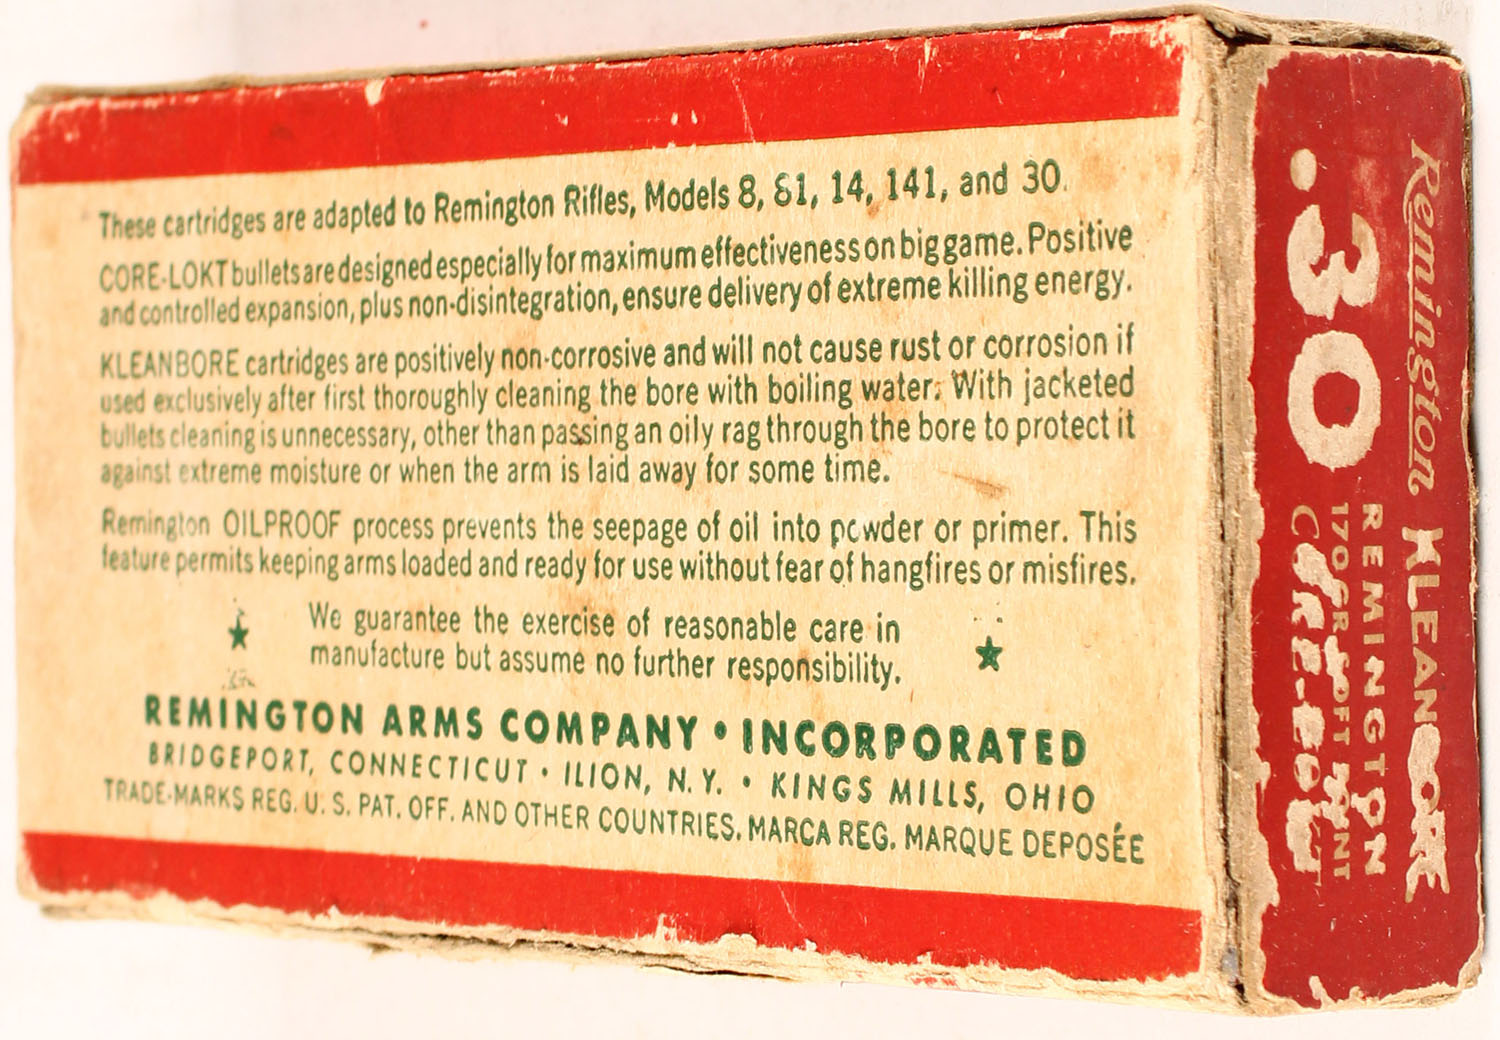 These cartridges are adapted to Remington Rifles, Models 8, 81, 14, 141, and 30.
CORE-LOKT bullets are designed especially for maximum effectiveness on big game. Positive
and controlled expansion, plus non-disintegration, ensure delivery of extreme killing energy.
KLEANBORE cartridges are positively non-corrosive and will not cause rust or corrosion if
used exclusively after first thoroughly cleaning the bore with boiling water. With jacketed
bullets cleaning is unnecessary, other than passing an oily rag through the bore to protect it
against extreme moisture or when the arm is laid away for some time.
Remington OILPROOF process prevents the seepage of oil into powder or primer. This
feature permits keeping arms loaded and ready for use without fear of hangfires or misfires.
We guarantee the exercise of reasonable care in
manufacture but assume no further responsibility.
REMINGTON ARMS COMPANY • INCORPORATED
BRIDGEPORT, CONNECTICUT • ILION, N.Y. • KINGS MILLS, OHIO
TRADE-MARKS REG. U. S. PAT. OFF. AND OTHER COUNTRIES. MARCA REG. MARQUE DEPOSÉE
Remington KLEANBORE
.30 REMINGTON
170 GR. SOFT POINT
CORE-LOKT